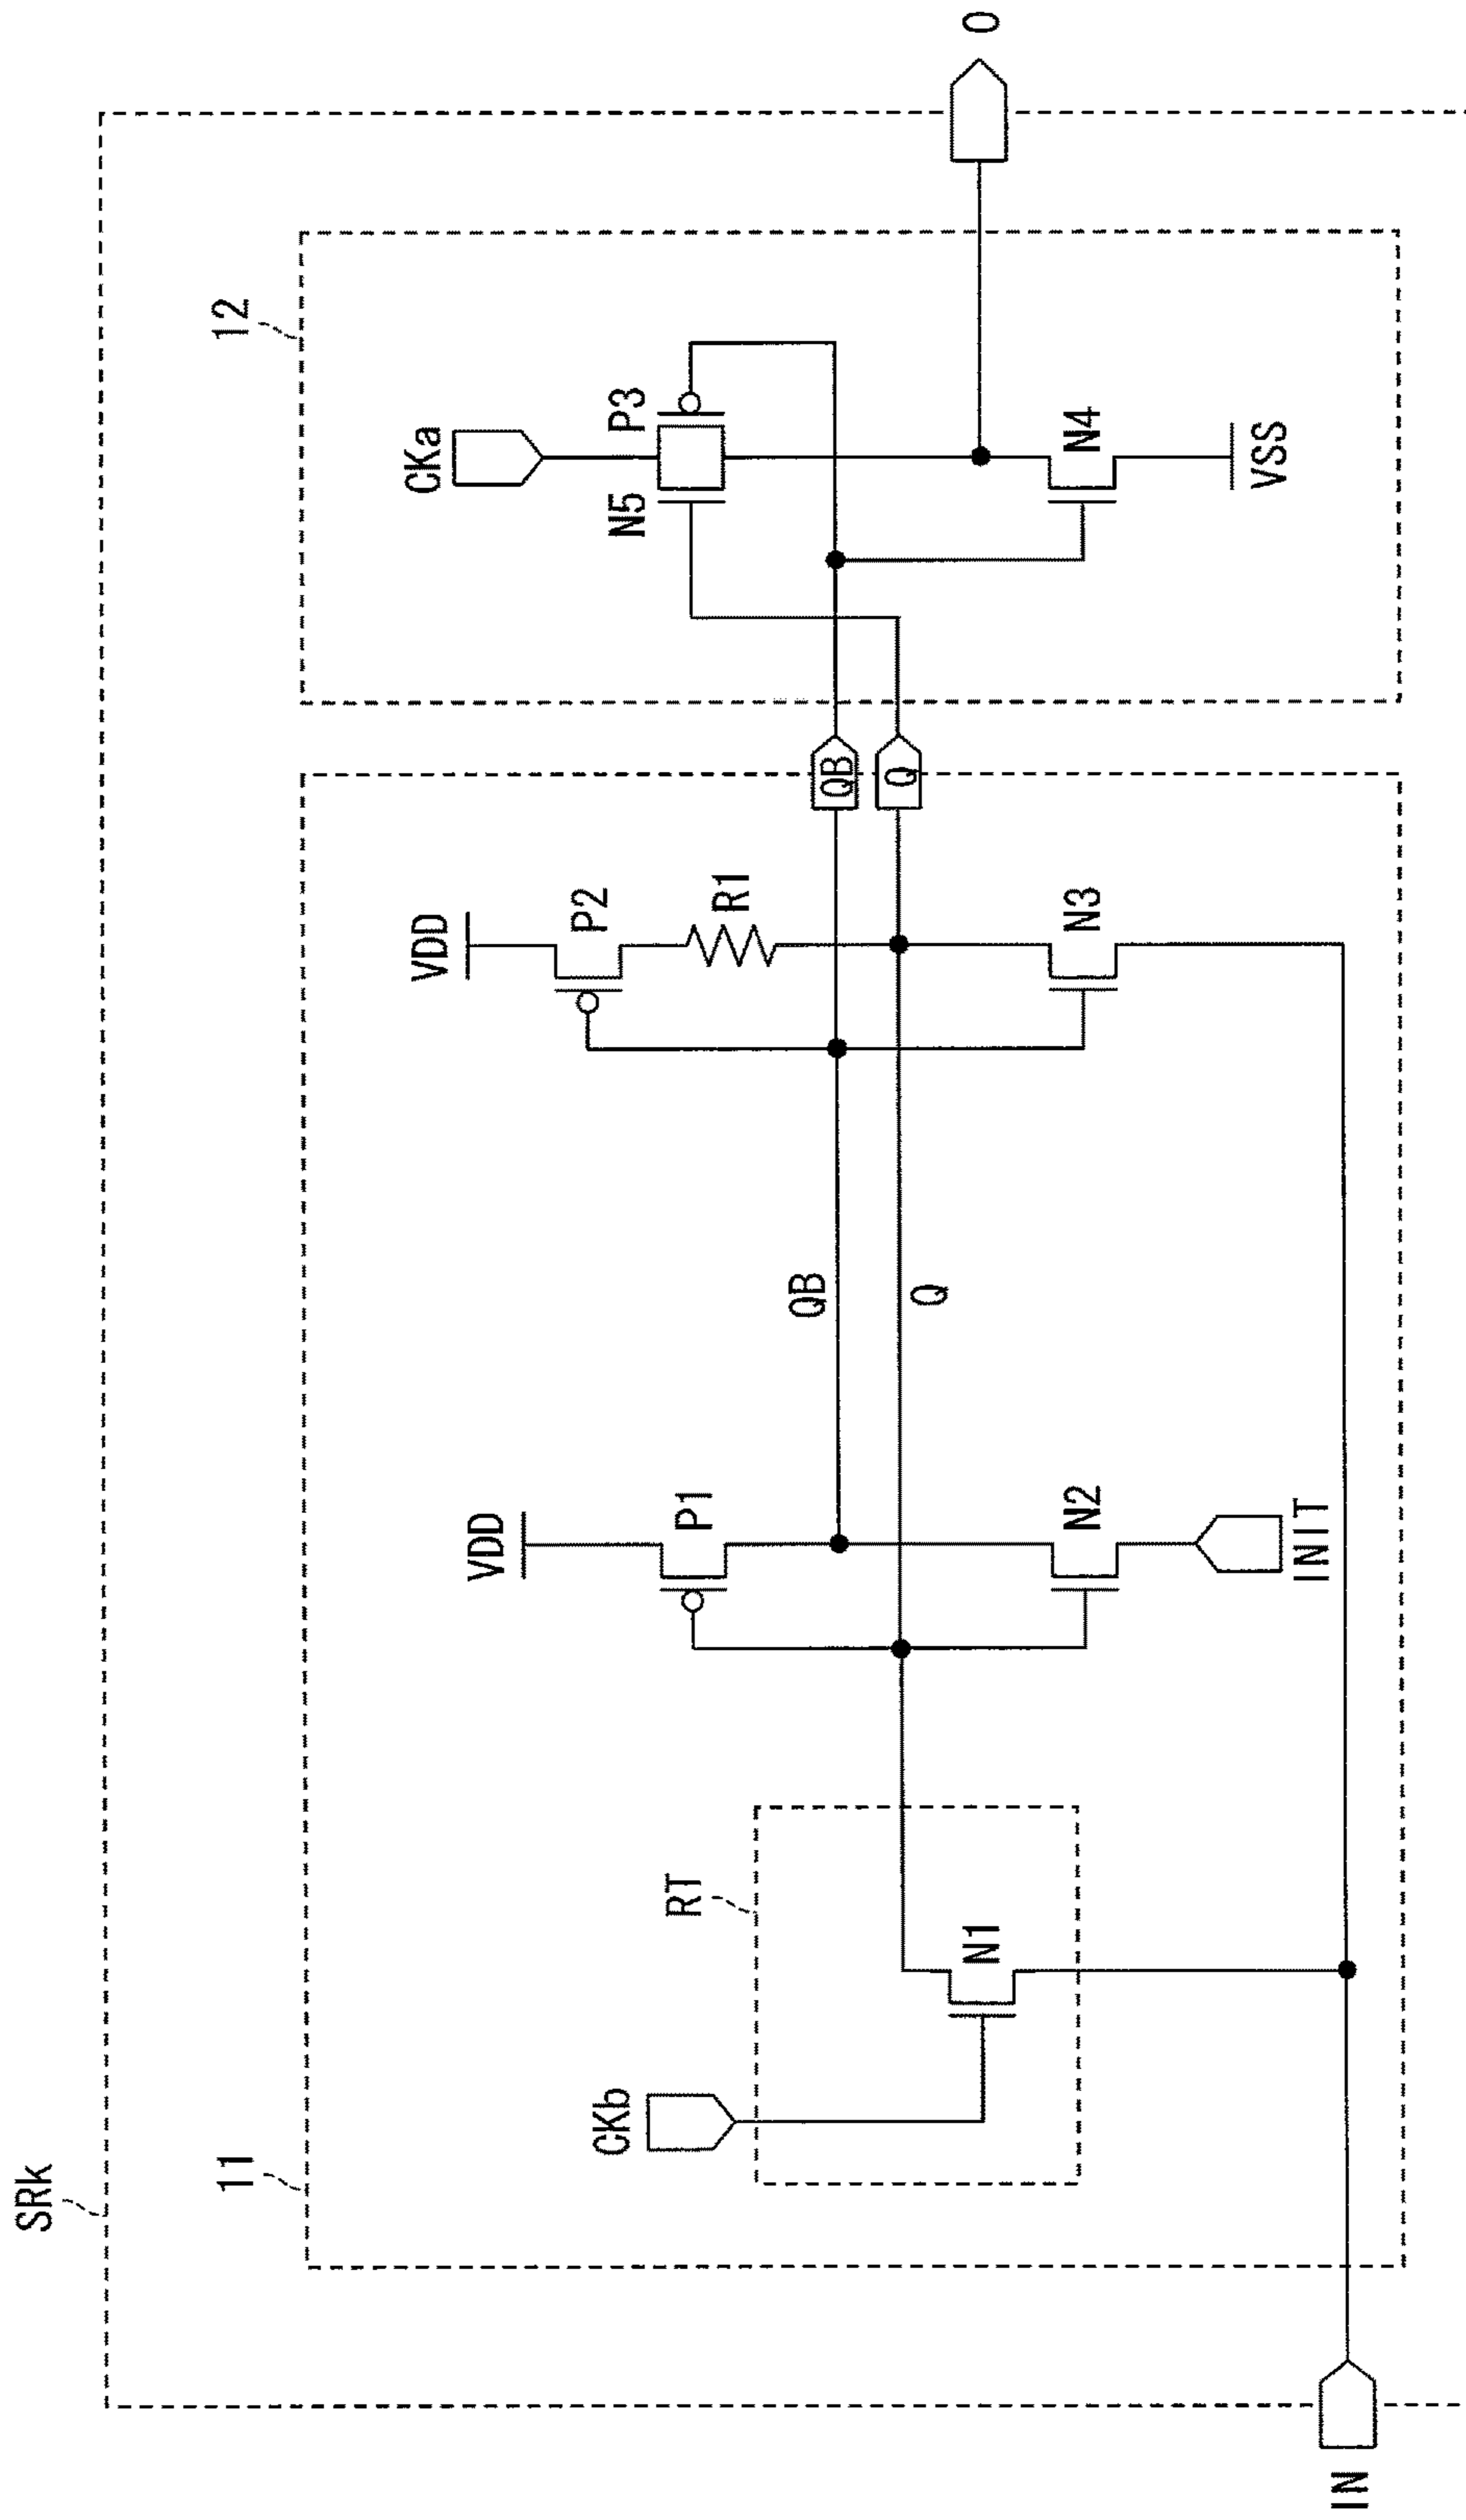 SRk
11
12
CKb
RT
N1
VDD
P1
N2
INIT
QB
Q
VDD
P2
R1
N3
QB
Q
CKa
N5
P3
N4
VSS
IN
O